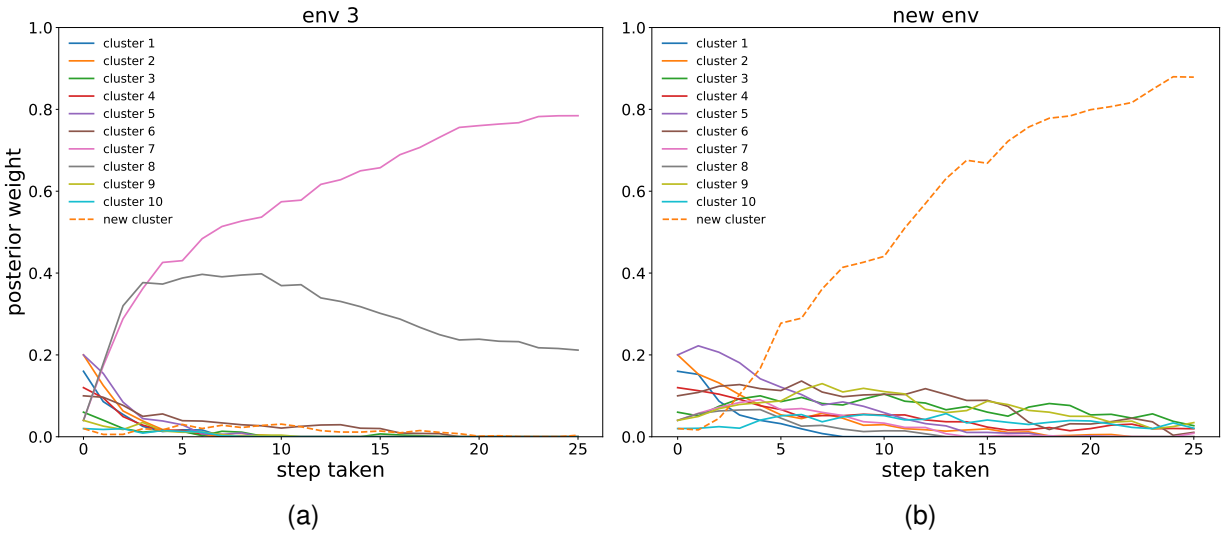 env 3
1.0
0.8
0.6
0.4
0.2
0.0
posterior weight
cluster 1
cluster 2
cluster 3
cluster 4
cluster 5
cluster 6
cluster 7
cluster 8
cluster 9
cluster 10
new cluster
0 5 10 15 20 25
step taken
(a)
new env
1.0
0.8
0.6
0.4
0.2
0.0
cluster 1
cluster 2
cluster 3
cluster 4
cluster 5
cluster 6
cluster 7
cluster 8
cluster 9
cluster 10
new cluster
0 5 10 15 20 25
step taken
(b)